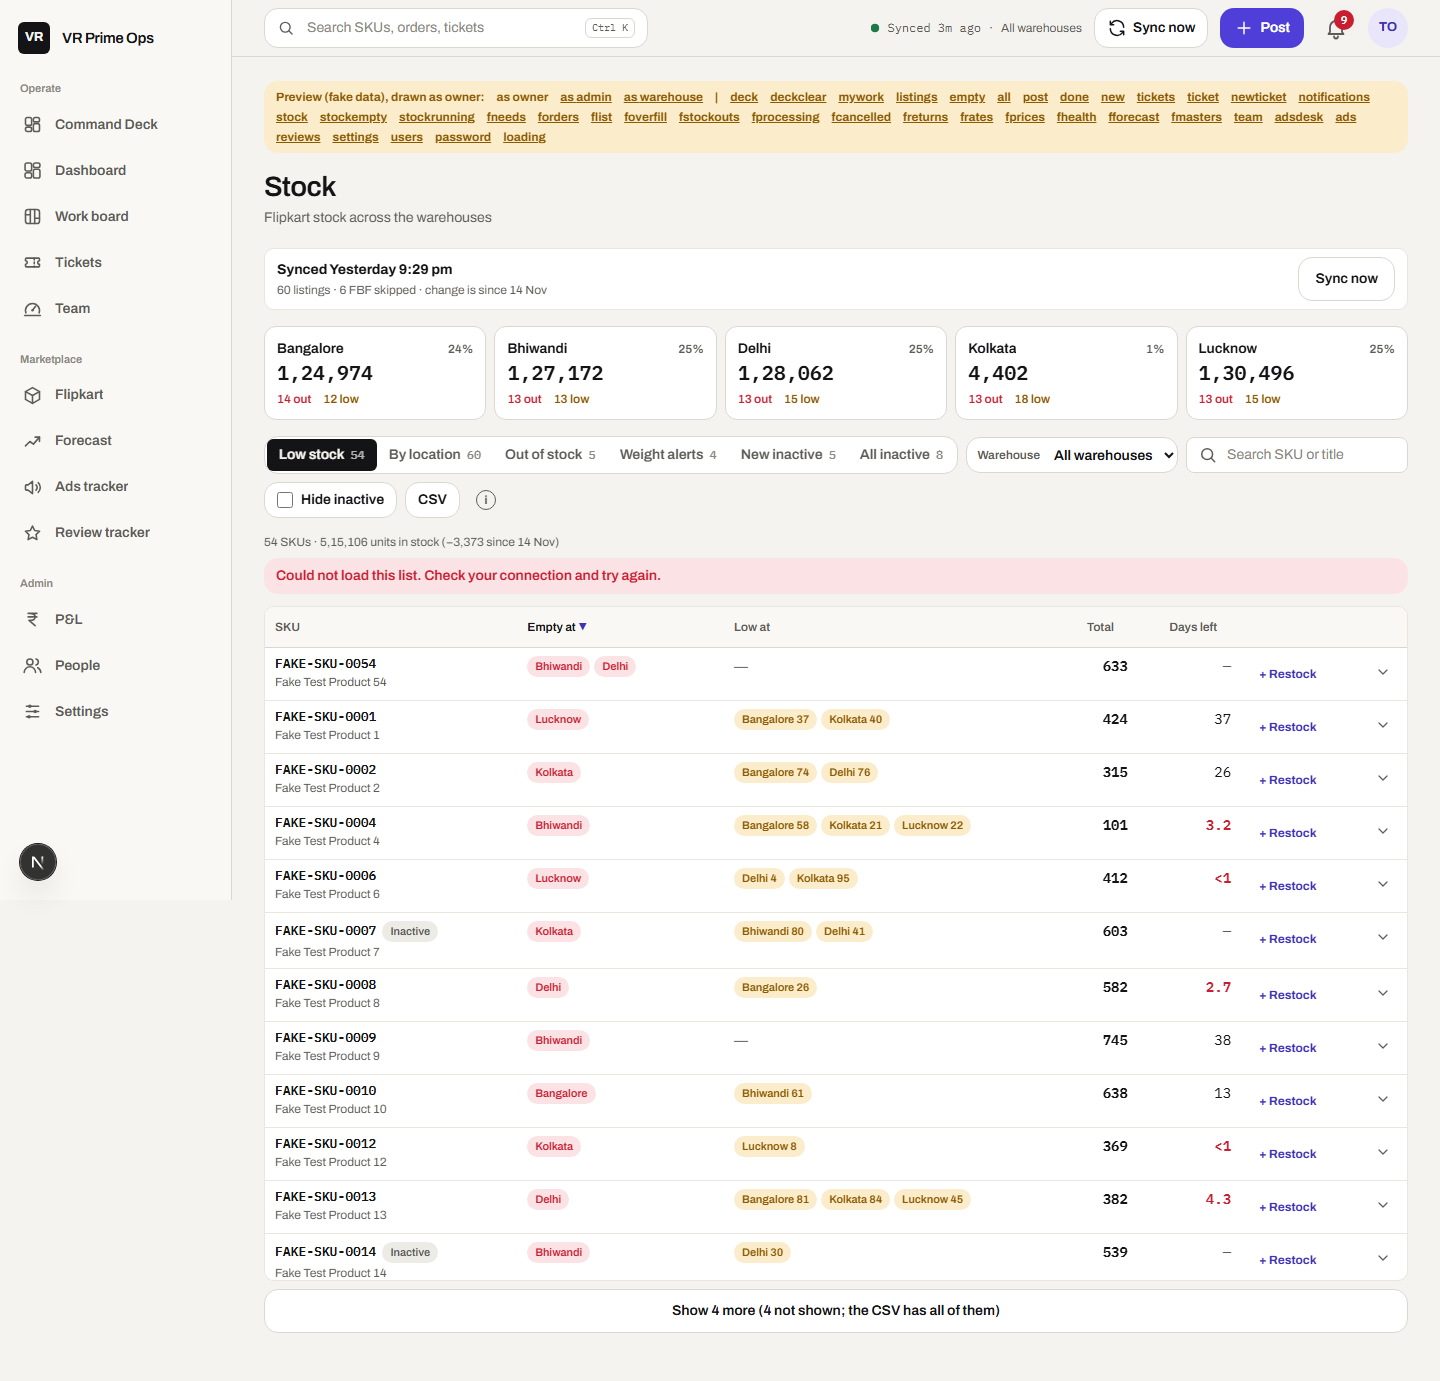 VR VR Prime Ops
Search SKUs, orders, tickets Ctrl K
Synced 3m ago · All warehouses Sync now + Post 9 TO
Operate
Command Deck
Dashboard
Work board
Tickets
Team
Marketplace
Flipkart
Forecast
Ads tracker
Review tracker
Admin
₹ P&L
People
Settings
N
Preview (fake data), drawn as owner: as owner as admin as warehouse | deck deckclear mywork listings empty all post done new tickets ticket newticket notifications
stock stockempty stockrunning fneeds forders flist foverfill fstockouts fprocessing fcancelled freturns frates fprices fhealth fforecast fmasters team adsdesk ads
reviews settings users password loading
Stock
Flipkart stock across the warehouses
Synced Yesterday 9:29 pm
60 listings · 6 FBF skipped · change is since 14 Nov
Sync now
Bangalore 24%
1,24,974
14 out 12 low
Bhiwandi 25%
1,27,172
13 out 13 low
Delhi 25%
1,28,062
13 out 15 low
Kolkata 1%
4,402
13 out 18 low
Lucknow 25%
1,30,496
13 out 15 low
Low stock 54 By location 60 Out of stock 5 Weight alerts 4 New inactive 5 All inactive 8
Warehouse All warehouses
Search SKU or title
Hide inactive CSV i
54 SKUs · 5,15,106 units in stock (−3,373 since 14 Nov)
Could not load this list. Check your connection and try again.
SKU Empty at ▼ Low at Total Days left
FAKE-SKU-0054 Bhiwandi Delhi — 633 — + Restock
Fake Test Product 54
FAKE-SKU-0001 Lucknow Bangalore 37 Kolkata 40 424 37 + Restock
Fake Test Product 1
FAKE-SKU-0002 Kolkata Bangalore 74 Delhi 76 315 26 + Restock
Fake Test Product 2
FAKE-SKU-0004 Bhiwandi Bangalore 58 Kolkata 21 Lucknow 22 101 3.2 + Restock
Fake Test Product 4
FAKE-SKU-0006 Lucknow Delhi 4 Kolkata 95 412 <1 + Restock
Fake Test Product 6
FAKE-SKU-0007 Inactive Kolkata Bhiwandi 80 Delhi 41 603 — + Restock
Fake Test Product 7
FAKE-SKU-0008 Delhi Bangalore 26 582 2.7 + Restock
Fake Test Product 8
FAKE-SKU-0009 Bhiwandi — 745 38 + Restock
Fake Test Product 9
FAKE-SKU-0010 Bangalore Bhiwandi 61 638 13 + Restock
Fake Test Product 10
FAKE-SKU-0012 Kolkata Lucknow 8 369 <1 + Restock
Fake Test Product 12
FAKE-SKU-0013 Delhi Bangalore 81 Kolkata 84 Lucknow 45 382 4.3 + Restock
Fake Test Product 13
FAKE-SKU-0014 Inactive Bhiwandi Delhi 30 539 — + Restock
Fake Test Product 14
Show 4 more (4 not shown; the CSV has all of them)